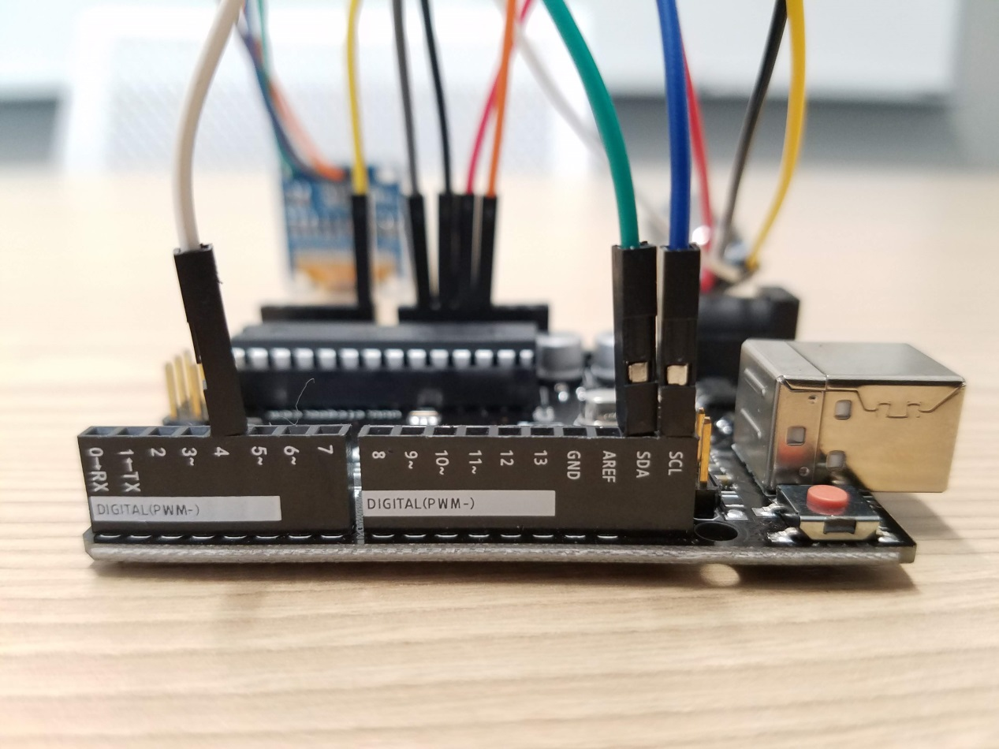 0←RX
1→TX
2
3~
4
5~
6~
7
DIGITAL(PWM~)
8
9~
10~
11~
12
13
GND
AREF
SDA
SCL
DIGITAL(PWM~)